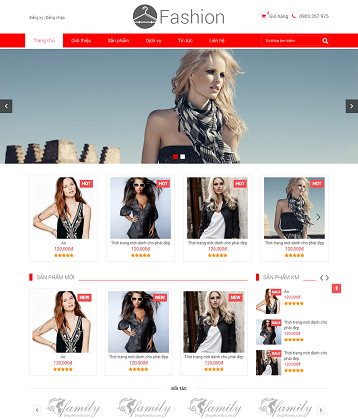 Đăng ký | Đăng nhập
Fashion
Giỏ hàng
0903.357.975
Trang chủ
Giới thiệu
Sản phẩm
Dịch vụ
Tin tức
Liên hệ
Từ khóa tìm kiếm
HOT
HOT
HOT
HOT
Áo
120,000đ
Thời trang mới dành cho phái đẹp
120,000đ
Thời trang mới dành cho phái đẹp
120,000đ
Thời trang mới dành cho phái đẹp
120,000đ
SẢN PHẨM MỚI
NEW
NEW
NEW
Áo
120,000đ
Thời trang mới dành cho phái đẹp
120,000đ
Thời trang mới dành cho phái đẹp
120,000đ
SẢN PHẨM KM
SALE
Áo
120,000đ
SALE
Thời trang mới dành cho
phái đẹp
120,000đ
SALE
Thời trang mới dành cho
phái đẹp
120,000đ
ĐỐI TÁC
family
family
family
family